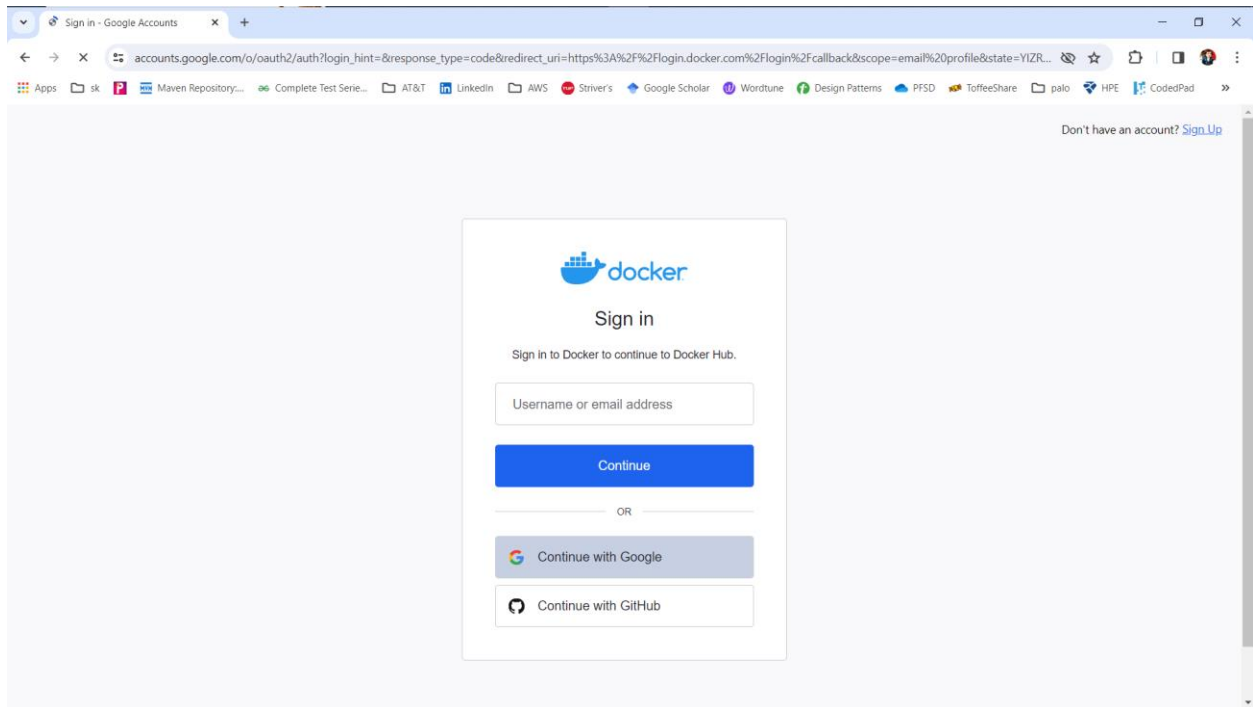 Sign in - Google Accounts
accounts.google.com/o/oauth2/auth?login_hint=&response_type=code&redirect_uri=https%3A%2F%2Flogin.docker.com%2Flogin%2Fcallback&scope=email%20profile&state=YIZR...
Apps sk Maven Repository:... Complete Test Serie... AT&T LinkedIn AWS Striver's Google Scholar Wordtune Design Patterns PFSD ToffeeShare palo HPE CodedPad »
Don't have an account? Sign Up
docker
Sign in
Sign in to Docker to continue to Docker Hub.
Username or email address
Continue
OR
Continue with Google
Continue with GitHub